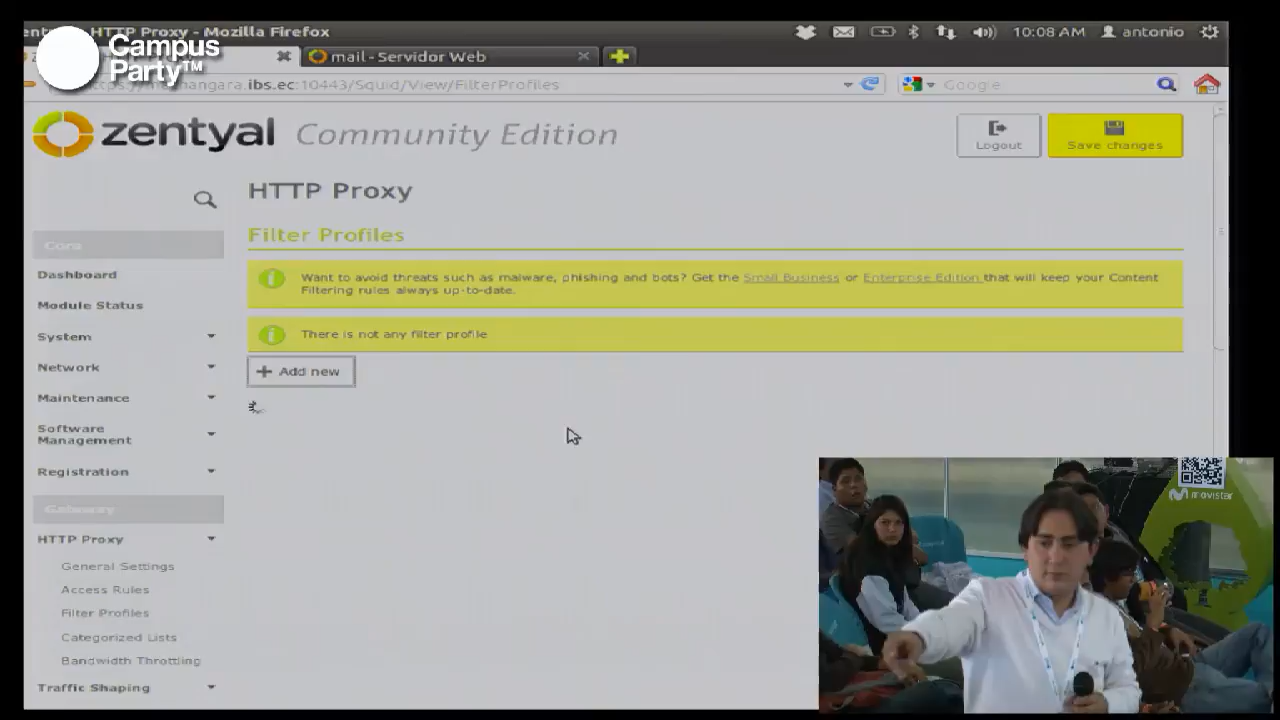 HTTP Proxy - Mozilla Firefox
10:08 AM
antonio
Campus
Party™
mail - Servidor Web
.ibs.ec:10443/Squid/View/FilterProfiles
Google
zentyal Community Edition
Logout
Save changes
HTTP Proxy
Filter Profiles
Want to avoid threats such as malware, phishing and bots? Get the Small Business or Enterprise Edition that will keep your Content
Filtering rules always up-to-date.
There is not any filter profile
+ Add new
Core
Dashboard
Module Status
System
Network
Maintenance
Software
Management
Registration
Gateway
HTTP Proxy
General Settings
Access Rules
Filter Profiles
Categorized Lists
Bandwidth Throttling
Traffic Shaping
movistar